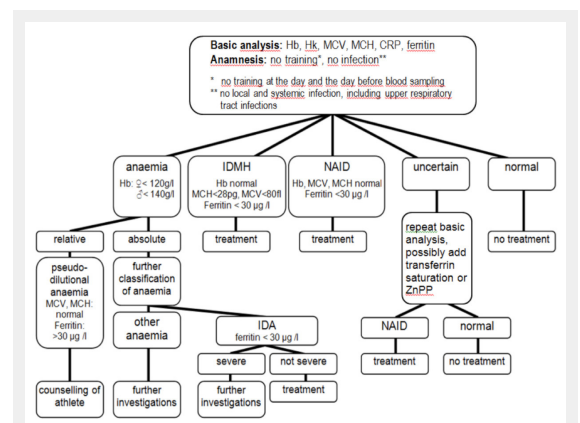 Basic analysis: Hb, Hk, MCV, MCH, CRP, ferritin
Anamnesis: no training*, no infection**
* no training at the day and the day before blood sampling
** no local and systemic infection, including upper respiratory
tract infections
anaemia
Hb: ♀< 120g/l
♂< 140g/l
IDMH
Hb normal
MCH<28pg, MCV<80fl
Ferritin < 30 µg /l
NAID
Hb, MCV, MCH normal
Ferritin <30 µg /l
uncertain
normal
relative
absolute
treatment
treatment
repeat basic
analysis,
possibly add
transferrin
saturation or
ZnPP
no treatment
pseudo-
dilutional
anaemia
MCV, MCH:
normal
Ferritin:
>30 µg /l
further
classification
of anaemia
other
anaemia
IDA
ferritin < 30 µg /l
NAID
normal
severe
not severe
treatment
no treatment
counselling of
athlete
further
investigations
further
investigations
treatment